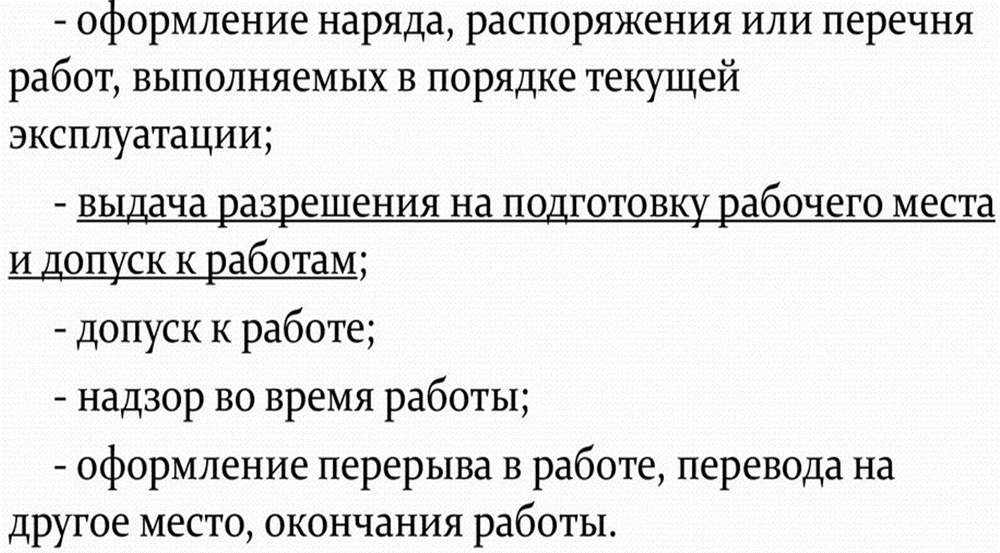 - оформление наряда, распоряжения или перечня
работ, выполняемых в порядке текущей
эксплуатации;
- выдача разрешения на подготовку рабочего места
и допуск к работам;
- допуск к работе;
- надзор во время работы;
- оформление перерыва в работе, перевода на
другое место, окончания работы.